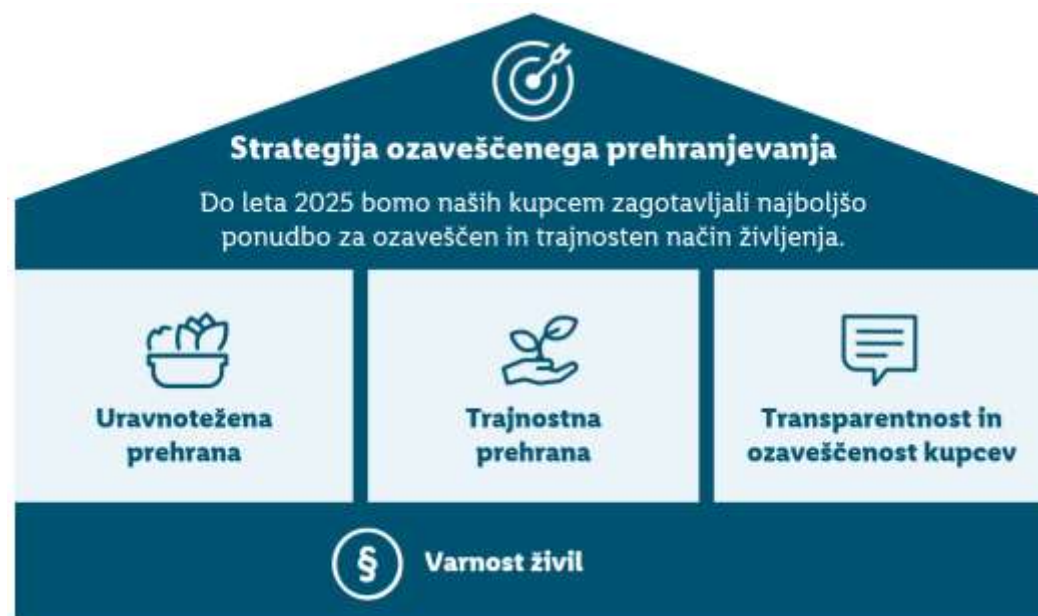 Strategija ozaveščenega prehranjevanja
Do leta 2025 bomo naših kupcem zagotavljali najboljšo
ponudbo za ozaveščen in trajnosten način življenja.
Uravnotežena
prehrana
Trajnostna
prehrana
Transparentnost in
ozaveščenost kupcev
§ Varnost živil